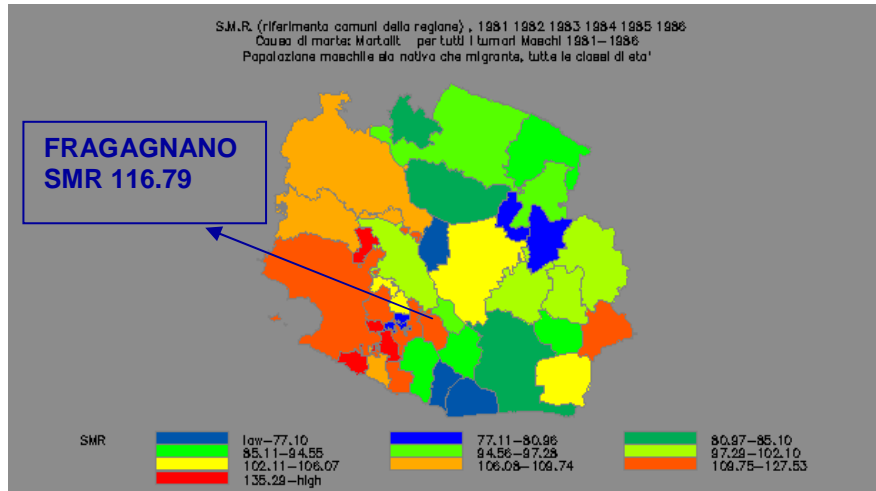 S.M.R. (riferimento comuni della regione) , 1981 1982 1983 1984 1985 1986
Causa di morte: Mortalit per tutti i tumori Maschi 1981-1986
Popolazione maschile sia nativa che migrante, tutte le classi di eta'
FRAGAGNANO
SMR 116.79
SMR
low-77.10 77.11-80.96 80.97-85.10
85.11-94.55 94.56-97.28 97.29-102.10
102.11-106.07 106.08-109.74 109.75-127.53
135.29-high